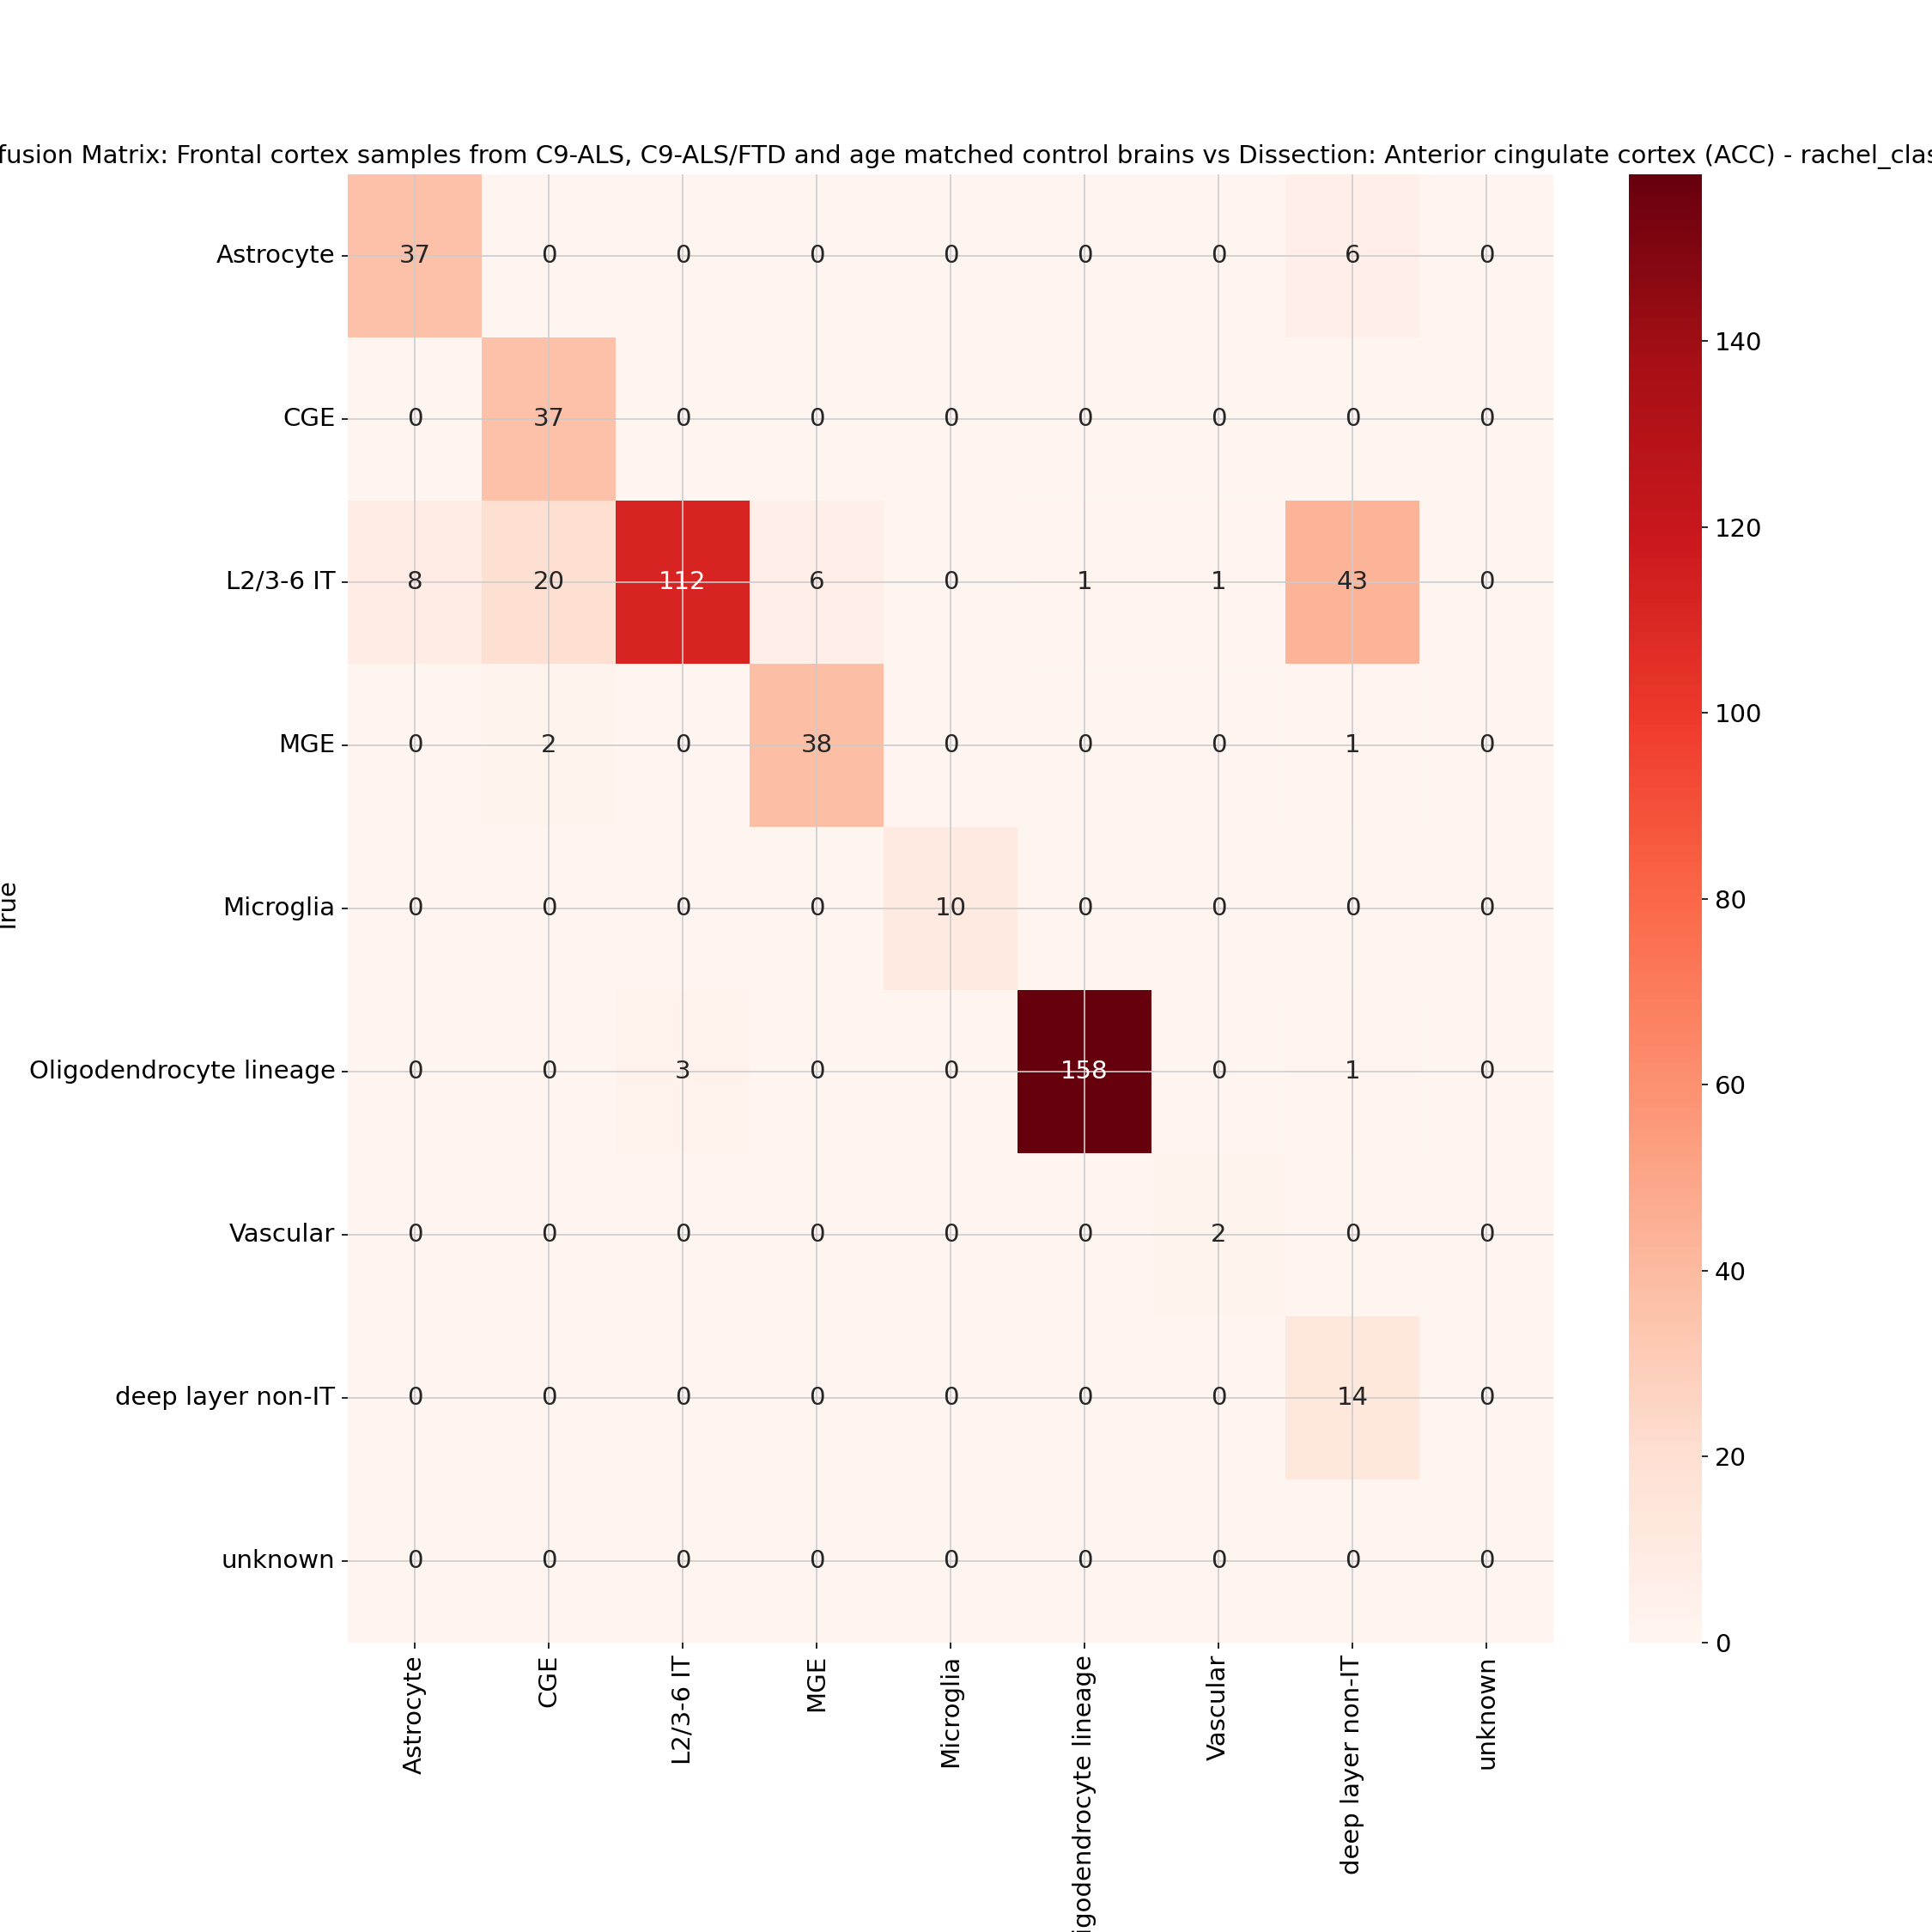 fusion Matrix: Frontal cortex samples from C9-ALS, C9-ALS/FTD and age matched control brains vs Dissection: Anterior cingulate cortex (ACC) - rachel_clas
Astrocyte 37 0 0 0 0 0 0 6 0
CGE 0 37 0 0 0 0 0 0 0
L2/3-6 IT 8 20 112 6 0 1 1 43 0
MGE 0 2 0 38 0 0 0 1 0
Microglia 0 0 0 0 10 0 0 0 0
Oligodendrocyte lineage 0 0 3 0 0 158 0 1 0
Vascular 0 0 0 0 0 0 2 0 0
deep layer non-IT 0 0 0 0 0 0 0 14 0
unknown 0 0 0 0 0 0 0 0 0
True
Astrocyte
CGE
L2/3-6 IT
MGE
Microglia
igodendrocyte lineage
Vascular
deep layer non-IT
unknown
140
120
100
80
60
40
20
0